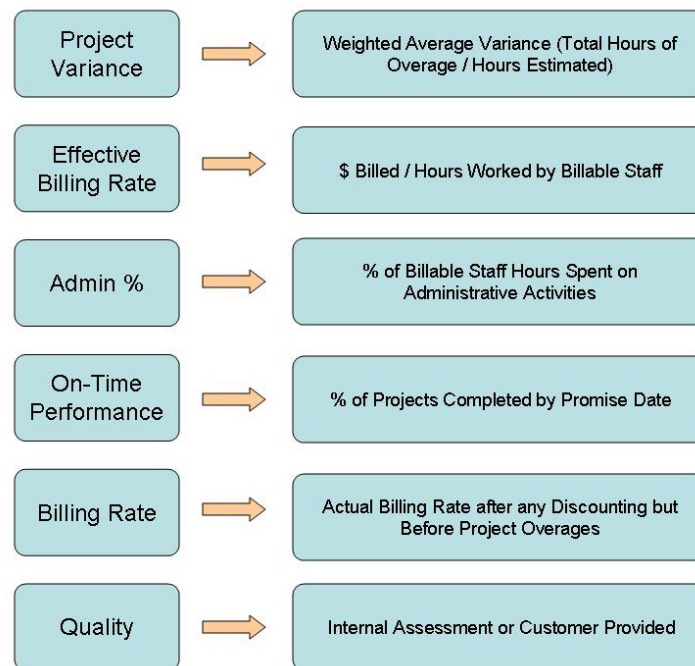 Project
Variance
Weighted Average Variance (Total Hours of
Overage / Hours Estimated)
Effective
Billing Rate
$ Billed / Hours Worked by Billable Staff
Admin %
% of Billable Staff Hours Spent on
Administrative Activities
On-Time
Performance
% of Projects Completed by Promise Date
Billing Rate
Actual Billing Rate after any Discounting but
Before Project Overages
Quality
Internal Assessment or Customer Provided